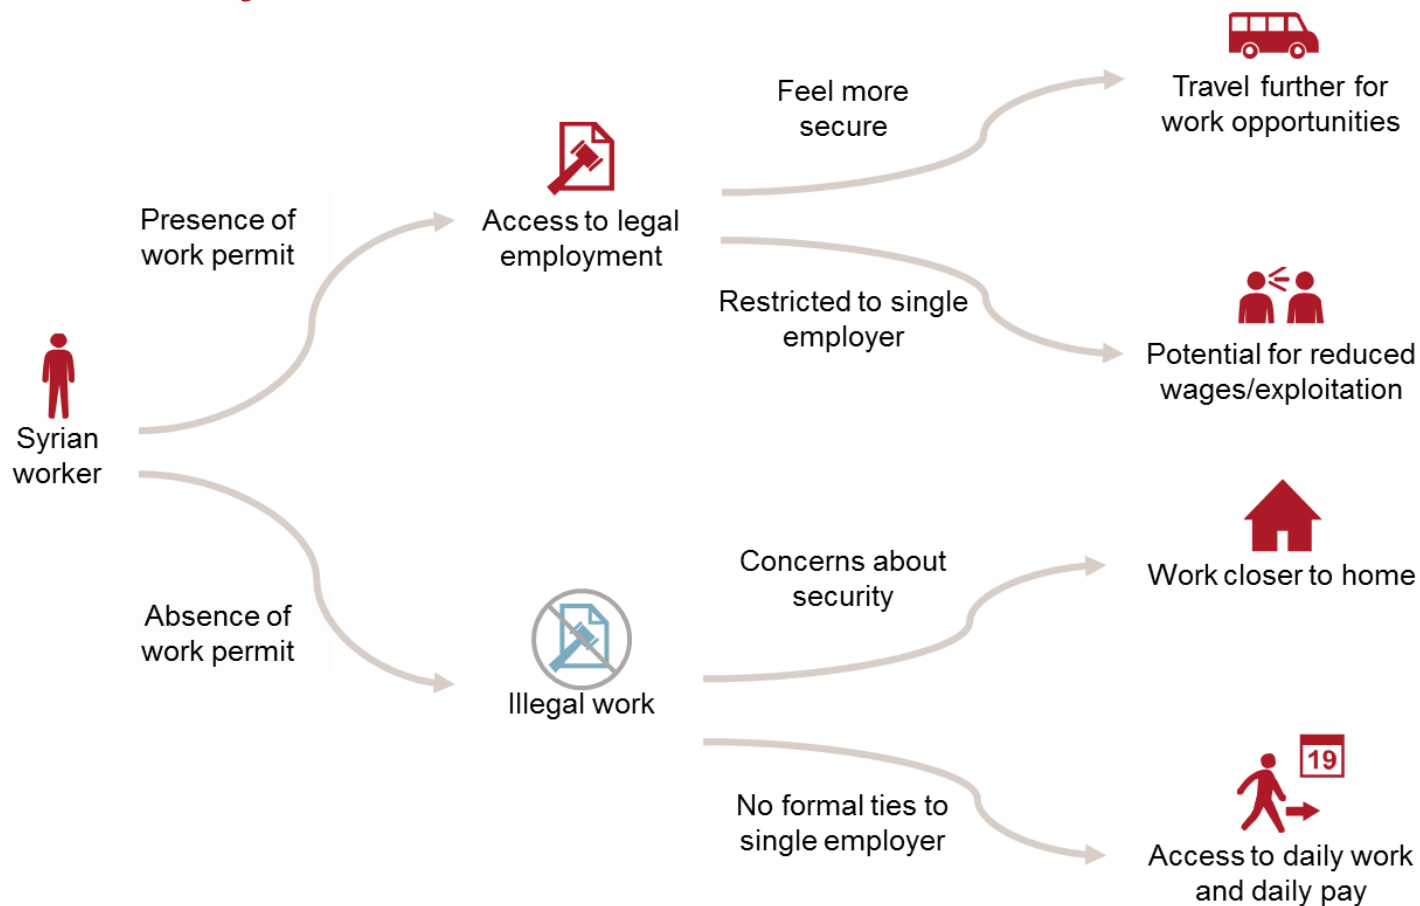 Feel more
secure
Travel further for
work opportunities
Presence of
work permit
Access to legal
employment
Restricted to single
employer
Potential for reduced
wages/exploitation
Syrian
worker
Concerns about
security
Work closer to home
Absence of
work permit
Illegal work
No formal ties to
single employer
19
Access to daily work
and daily pay